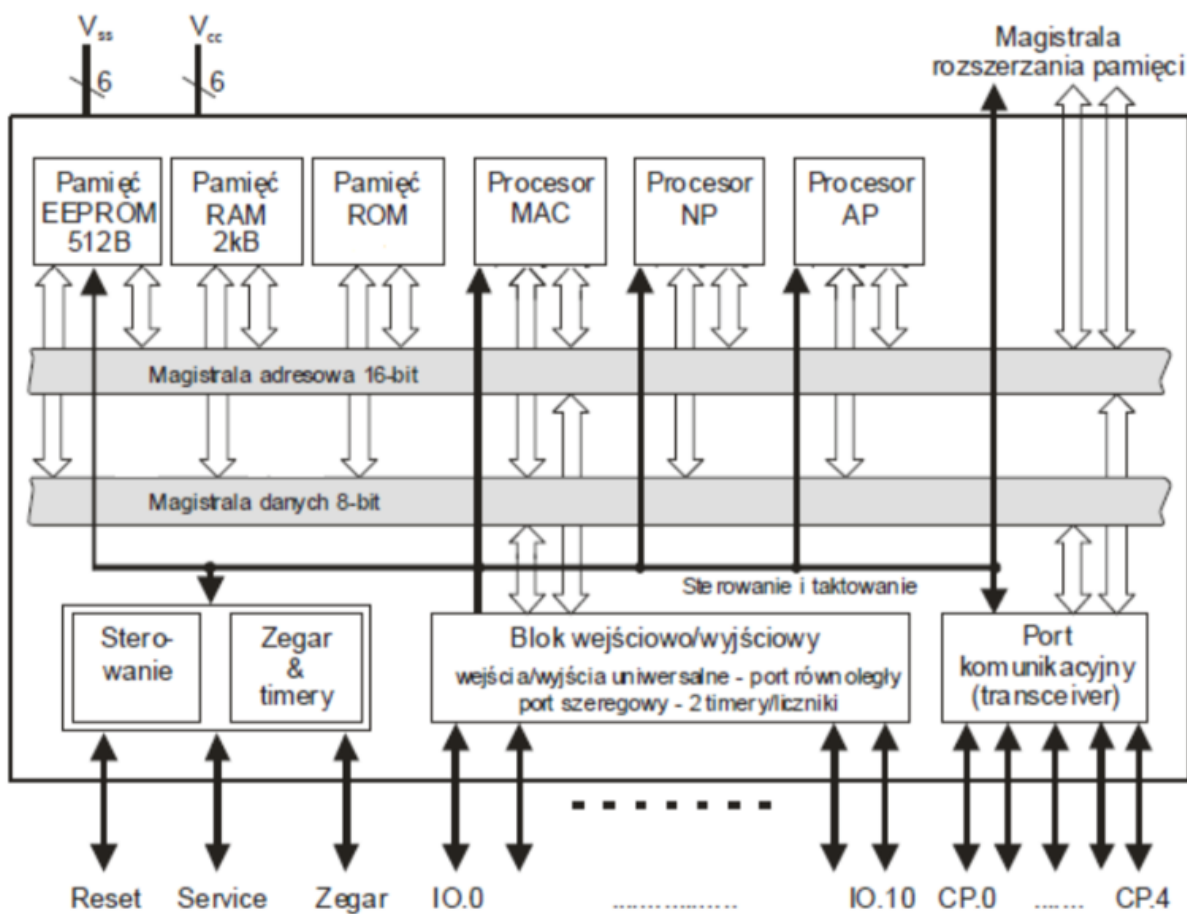 Vss
Vcc
6
6
Magistrala
rozszerzania pamięci
Pamięć
EEPROM
512B
Pamięć
RAM
2kB
Pamięć
ROM
Procesor
MAC
Procesor
NP
Procesor
AP
Magistrala adresowa 16-bit
Magistrala danych 8-bit
Sterowanie i taktowanie
Stero-
wanie
Zegar
&
timery
Blok wejściowo/wyjściowy
wejścia/wyjścia uniwersalne - port równoległy
port szeregowy - 2 timery/liczniki
Port
komunikacyjny
(transceiver)
Reset
Service
Zegar
IO.0
..............
IO.10
CP.0
.......
CP.4